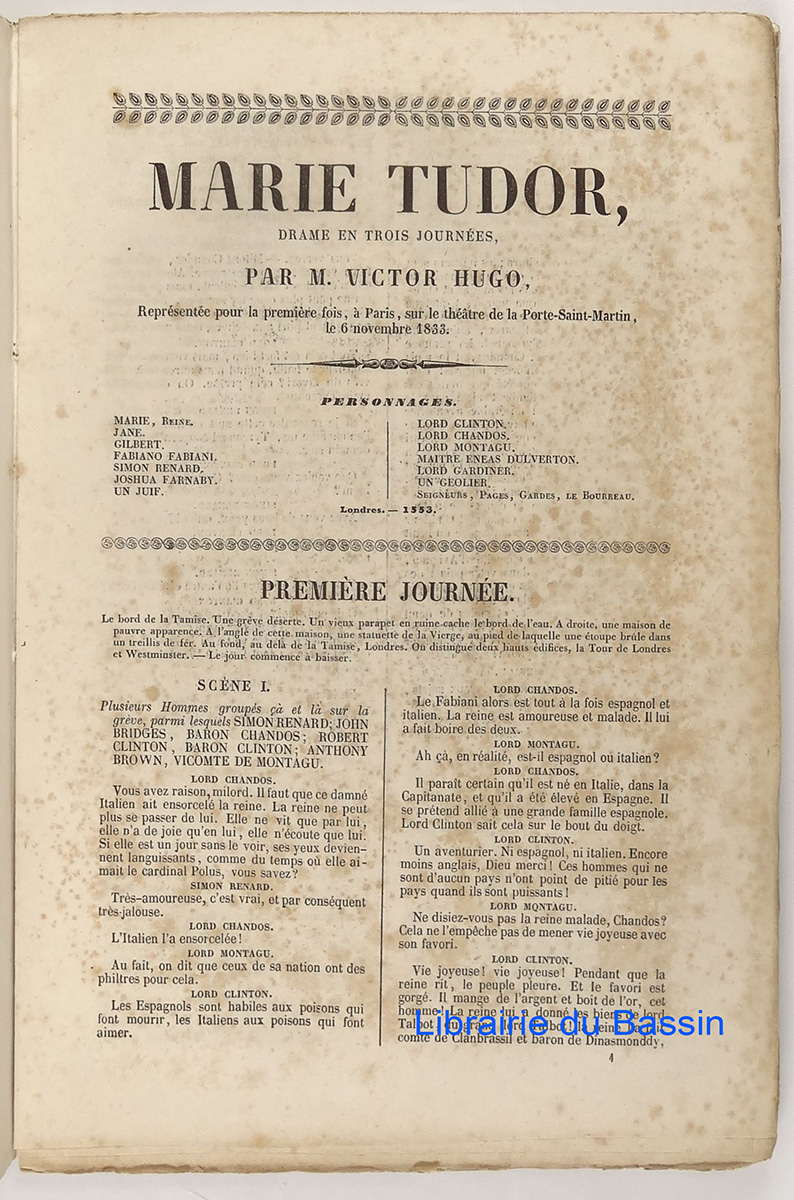 MARIE TUDOR,
DRAME EN TROIS JOURNÉES,
PAR M. VICTOR HUGO,
Représentée pour la première fois, à Paris, sur le théâtre de la Porte-Saint-Martin,
le 6 novembre 1833.
PERSONNAGES.
MARIE, REINE.
JANE.
GILBERT.
FABIANO FABIANI.
SIMON RENARD.
JOSHUA FARNABY.
UN JUIF.
LORD CLINTON.
LORD CHANDOS.
LORD MONTAGU.
MAITRE ENEAS DULVERTON.
LORD GARDINER.
UN GEOLIER.
SEIGNEURS, PAGES, GARDES, LE BOURREAU.
Londres. — 1553.
PREMIÈRE JOURNÉE.
Le bord de la Tamise. Une grève déserte. Un vieux parapet en ruine cache le bord de l'eau. A droite, une maison de
pauvre apparence. A l'angle de cette maison, une statuette de la Vierge, au pied de laquelle une étoupe brûle dans
un treillis de fer. Au fond, au delà de la Tamise, Londres. On distingue deux hauts édifices, la Tour de Londres
et Westminster. — Le jour commence à baisser.
SCÈNE I.
Plusieurs Hommes groupés çà et là sur la
grève, parmi lesquels SIMON RENARD; JOHN
BRIDGES, BARON CHANDOS; ROBERT
CLINTON, BARON CLINTON; ANTHONY
BROWN, VICOMTE DE MONTAGU.
LORD CHANDOS.
Vous avez raison, milord. Il faut que ce damné
Italien ait ensorcelé la reine. La reine ne peut
plus se passer de lui. Elle ne vit que par lui,
elle n'a de joie qu'en lui, elle n'écoute que lui.
Si elle est un jour sans le voir, ses yeux devien-
nent languissants, comme du temps où elle ai-
mait le cardinal Polus, vous savez?
SIMON RENARD.
Très-amoureuse, c'est vrai, et par conséquent
très-jalouse.
LORD CHANDOS.
L'Italien l'a ensorcelée!
LORD MONTAGU.
Au fait, on dit que ceux de sa nation ont des
philtres pour cela.
LORD CLINTON.
Les Espagnols sont habiles aux poisons qui
font mourir, les Italiens aux poisons qui font
aimer.
LORD CHANDOS.
Le Fabiani alors est tout à la fois espagnol et
italien. La reine est amoureuse et malade. Il lui
a fait boire des deux.
LORD MONTAGU.
Ah çà, en réalité, est-il espagnol ou italien?
LORD CHANDOS.
Il paraît certain qu'il est né en Italie, dans la
Capitanate, et qu'il a été élevé en Espagne. Il
se prétend allié à une grande famille espagnole.
Lord Clinton sait cela sur le bout du doigt.
LORD CLINTON.
Un aventurier. Ni espagnol, ni italien. Encore
moins anglais, Dieu merci! Ces hommes qui ne
sont d'aucun pays n'ont point de pitié pour les
pays quand ils sont puissants!
LORD MONTAGU.
Ne disiez-vous pas la reine malade, Chandos?
Cela ne l'empêche pas de mener vie joyeuse avec
son favori.
LORD CLINTON.
Vie joyeuse! vie joyeuse! Pendant que la
reine rit, le peuple pleure. Et le favori est
gorgé. Il mange de l'argent et boit de l'or, cet
homme! La reine lui a donné les biens de lord
Talbot, du grand lord Talbot! la reine l'a fait
comte de Clanbrassil et baron de Dinasmonddy,
1
Librairie du Bassin